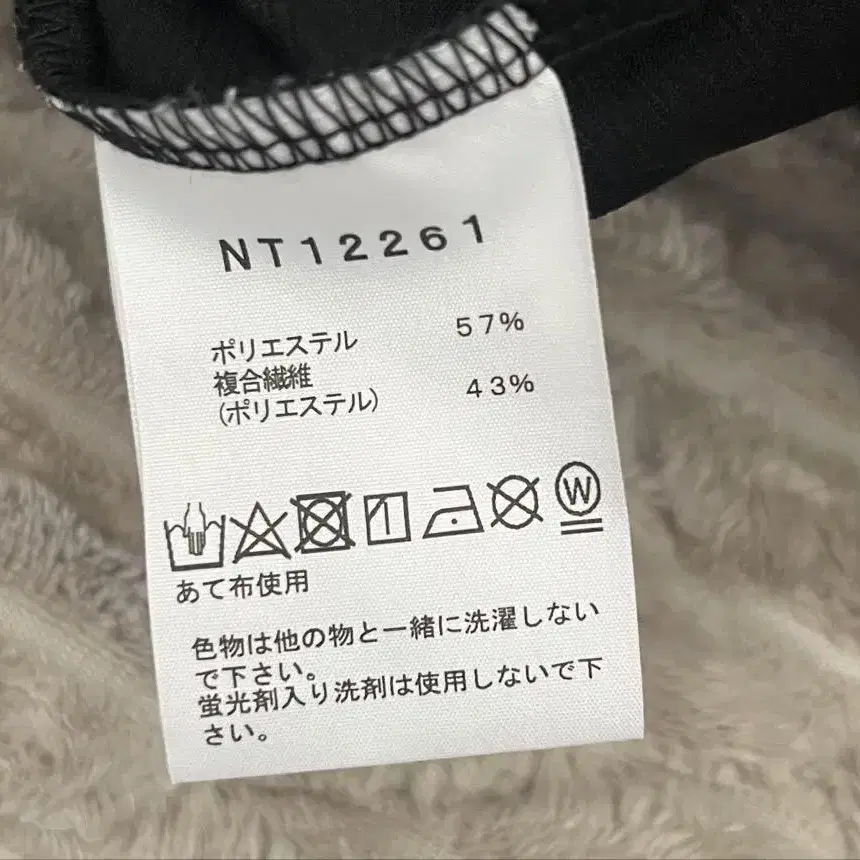 NT12261
ポリエステル 57%
複合繊維
(ポリエステル) 43%
W
あて布使用
色物は他の物と一緒に洗濯しない
で下さい。
蛍光剤入り洗剤は使用しないで下
さい。